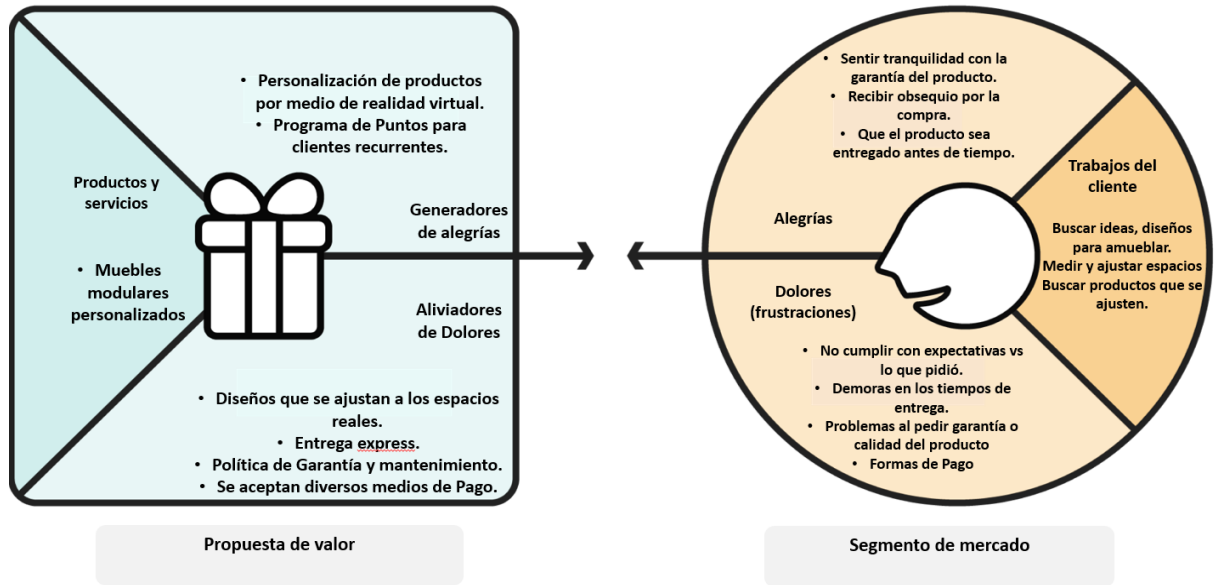 • Personalización de productos
por medio de realidad virtual.
• Programa de Puntos para
clientes recurrentes.
Productos y
servicios
Generadores
de alegrías
• Muebles
modulares
personalizados
Aliviadores
de Dolores
• Diseños que se ajustan a los espacios
reales.
• Entrega express.
• Política de Garantía y mantenimiento.
• Se aceptan diversos medios de Pago.
Propuesta de valor
• Sentir tranquilidad con la
garantía del producto.
• Recibir obsequio por la
compra.
• Que el producto sea
entregado antes de tiempo.
Trabajos del
cliente
Alegrías
Buscar ideas, diseños
para amueblar.
Medir y ajustar espacios
Buscar productos que se
ajusten.
Dolores
(frustraciones)
• No cumplir con expectativas vs
lo que pidió.
• Demoras en los tiempos de
entrega.
• Problemas al pedir garantía o
calidad del producto
• Formas de Pago
Segmento de mercado